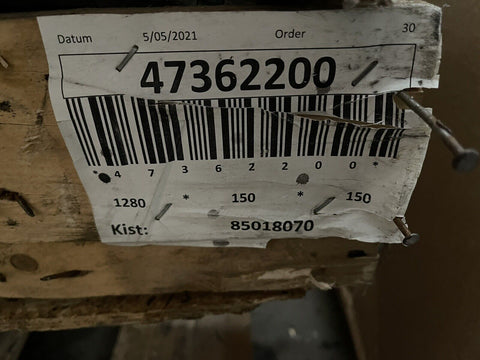 Datum 5/05/2021 Order 30
47362200
*47362200*
1280 * 150 * 150
Kist: 85018070